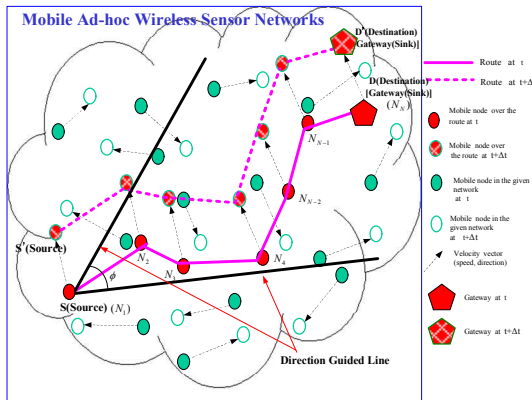 Mobile Ad-hoc Wireless Sensor Networks
D'(Destination)
Gateway(Sink)]
D(Destination)
[Gateway(Sink)]
(N_N)
N_{N-1}
N_{N-2}
S'(Source)
N_2
N_3
N_4
ϕ
S(Source) (N_1)
Direction Guided Line
Route at t
Route at t+Δt
Mobile node over the
route at t
Mobile node over
the route at t+Δt
Mobile node in the given
network
at t
Mobile node in the
given network
at t+Δt
Velocity vector
(speed, direction)
Gateway at t
Gateway at t+Δt